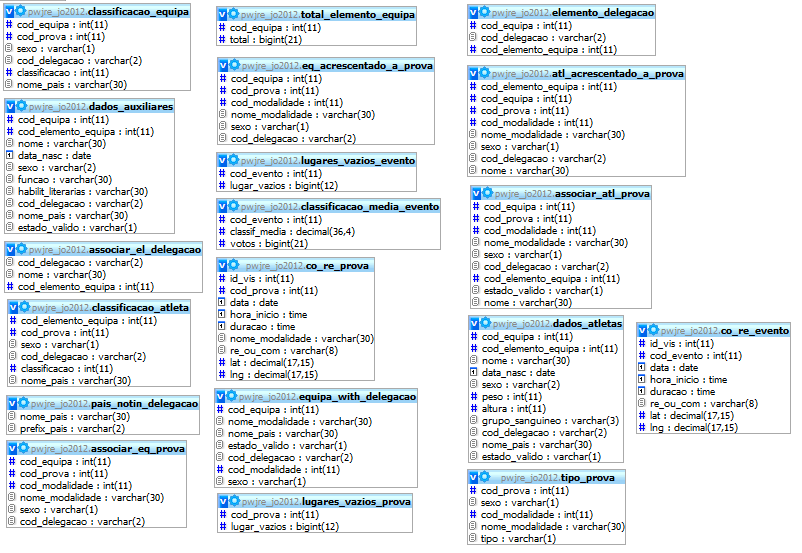 pwjre_jo2012.classificacao_equipa
cod_equipa : int(11)
cod_prova : int(11)
sexo : varchar(1)
cod_delegacao : varchar(2)
classificacao : int(11)
nome_pais : varchar(30)
pwjre_jo2012.dados_auxiliares
cod_equipa : int(11)
cod_elemento_equipa : int(11)
nome : varchar(30)
data_nasc : date
sexo : varchar(2)
funcao : varchar(30)
habilit_literarias : varchar(30)
cod_delegacao : varchar(2)
nome_pais : varchar(30)
estado_valido : varchar(1)
pwjre_jo2012.associar_el_delegacao
cod_delegacao : varchar(2)
nome : varchar(30)
cod_elemento_equipa : int(11)
pwjre_jo2012.classificacao_atleta
cod_elemento_equipa : int(11)
cod_prova : int(11)
sexo : varchar(1)
cod_delegacao : varchar(2)
classificacao : int(11)
nome_pais : varchar(30)
pwjre_jo2012.pais_notin_delegacao
nome_pais : varchar(30)
prefix_pais : varchar(2)
pwjre_jo2012.associar_eq_prova
cod_equipa : int(11)
cod_prova : int(11)
cod_modalidade : int(11)
nome_modalidade : varchar(30)
sexo : varchar(1)
cod_delegacao : varchar(2)
pwjre_jo2012.total_elemento_equipa
cod_equipa : int(11)
total : bigint(21)
pwjre_jo2012.eq_acrescentado_a_prova
cod_equipa : int(11)
cod_prova : int(11)
cod_modalidade : int(11)
nome_modalidade : varchar(30)
sexo : varchar(1)
cod_delegacao : varchar(2)
pwjre_jo2012.lugares_vazios_evento
cod_evento : int(11)
lugar_vazios : bigint(12)
pwjre_jo2012.classificacao_media_evento
cod_evento : int(11)
classif_media : decimal(36,4)
votos : bigint(21)
pwjre_jo2012.co_re_prova
id_vis : int(11)
cod_prova : int(11)
data : date
hora_inicio : time
duracao : time
nome_modalidade : varchar(30)
re_ou_com : varchar(8)
lat : decimal(17,15)
lng : decimal(17,15)
pwjre_jo2012.equipa_with_delegacao
cod_equipa : int(11)
nome_modalidade : varchar(30)
nome_pais : varchar(30)
estado_valido : varchar(1)
cod_delegacao : varchar(2)
cod_modalidade : int(11)
sexo : varchar(1)
pwjre_jo2012.lugares_vazios_prova
cod_prova : int(11)
lugar_vazios : bigint(12)
pwjre_jo2012.elemento_delegacao
cod_equipa : int(11)
cod_delegacao : varchar(2)
cod_elemento_equipa : int(11)
pwjre_jo2012.atl_acrescentado_a_prova
cod_elemento_equipa : int(11)
cod_equipa : int(11)
cod_prova : int(11)
cod_modalidade : int(11)
nome_modalidade : varchar(30)
sexo : varchar(1)
cod_delegacao : varchar(2)
nome : varchar(30)
pwjre_jo2012.associar_atl_prova
cod_equipa : int(11)
cod_prova : int(11)
cod_modalidade : int(11)
nome_modalidade : varchar(30)
sexo : varchar(1)
cod_delegacao : varchar(2)
cod_elemento_equipa : int(11)
estado_valido : varchar(1)
nome : varchar(30)
pwjre_jo2012.dados_atletas
cod_equipa : int(11)
cod_elemento_equipa : int(11)
nome : varchar(30)
data_nasc : date
sexo : varchar(2)
peso : int(11)
altura : int(11)
grupo_sanguineo : varchar(3)
cod_delegacao : varchar(2)
nome_pais : varchar(30)
estado_valido : varchar(1)
pwjre_jo2012.co_re_evento
id_vis : int(11)
cod_evento : int(11)
data : date
hora_inicio : time
duracao : time
re_ou_com : varchar(8)
lat : decimal(17,15)
lng : decimal(17,15)
pwjre_jo2012.tipo_prova
cod_prova : int(11)
sexo : varchar(1)
cod_modalidade : int(11)
nome_modalidade : varchar(30)
tipo : varchar(1)